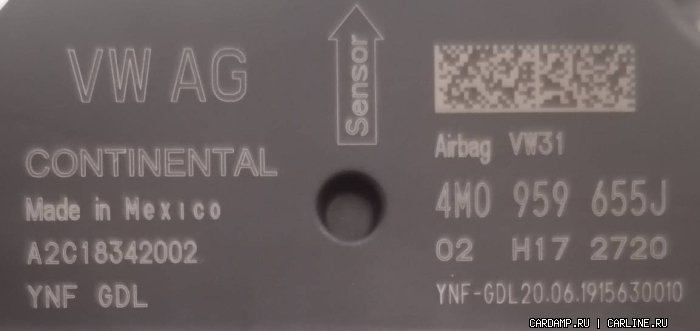 VW AG
CONTINENTAL
Made in Mexico
A2C18342002
YNF GDL
Sensor
Airbag VW31
4M0 959 655J
02 H17 2720
YNF-GDL20.06.1915630010
CARDAMP.RU | CARLINE.RU